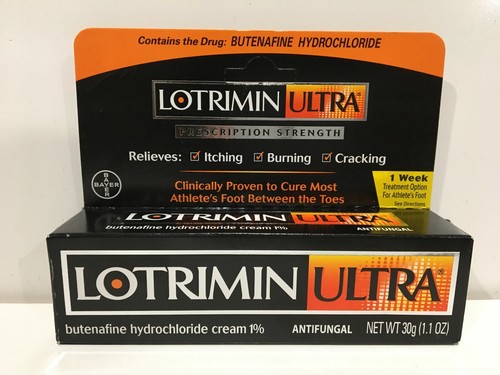 Contains the Drug: BUTENAFINE HYDROCHLORIDE
LOTRIMIN ULTRA®
PRESCRIPTION STRENGTH
Relieves: Itching Burning Cracking
BAYER
BAYER
Clinically Proven to Cure Most
Athlete's Foot Between the Toes
1 Week
Treatment Option
For Athlete's Foot
See Directions
LOTRIMIN ULTRA
butenafine hydrochloride cream 1% ANTIFUNGAL
LOTRIMIN ULTRA®
butenafine hydrochloride cream 1% ANTIFUNGAL NET WT 30g (1.1 OZ)